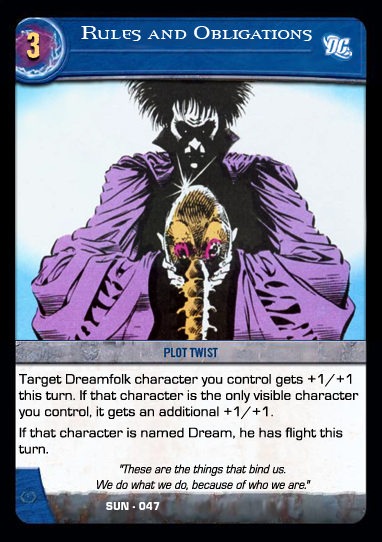 3
Rules and Obligations
DC
PLOT TWIST
Target Dreamfolk character you control gets +1/+1
this turn. If that character is the only visible character
you control, it gets an additional +1/+1.
If that character is named Dream, he has flight this
turn.
"These are the things that bind us.
We do what we do, because of who we are."
SUN · 047